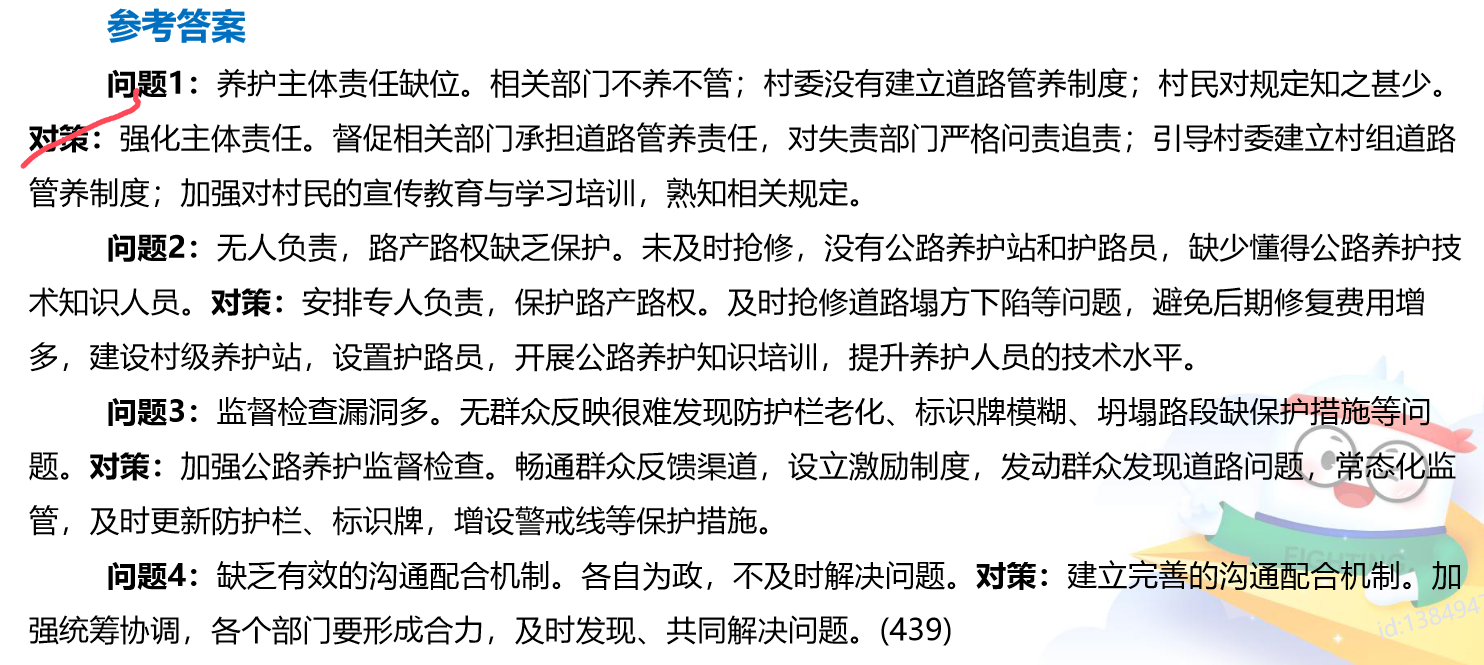 参考答案
问题1：养护主体责任缺位。相关部门不养不管；村委没有建立道路管养制度；村民对规定知之甚少。
对策：强化主体责任。督促相关部门承担道路管养责任，对失责部门严格问责追责；引导村委建立村组道路
管养制度；加强对村民的宣传教育与学习培训，熟知相关规定。
问题2：无人负责，路产路权缺乏保护。未及时抢修，没有公路养护站和护路员，缺少懂得公路养护技
术知识人员。对策：安排专人负责，保护路产路权。及时抢修道路塌方下陷等问题，避免后期修复费用增
多，建设村级养护站，设置护路员，开展公路养护知识培训，提升养护人员的技术水平。
问题3：监督检查漏洞多。无群众反映很难发现防护栏老化、标识牌模糊、坍塌路段缺保护措施等问
题。对策：加强公路养护监督检查。畅通群众反馈渠道，设立激励制度，发动群众发现道路问题，常态化监
管，及时更新防护栏、标识牌，增设警戒线等保护措施。
FIGHTING
问题4：缺乏有效的沟通配合机制。各自为政，不及时解决问题。对策：建立完善的沟通配合机制。加
强统筹协调，各个部门要形成合力，及时发现、共同解决问题。(439)